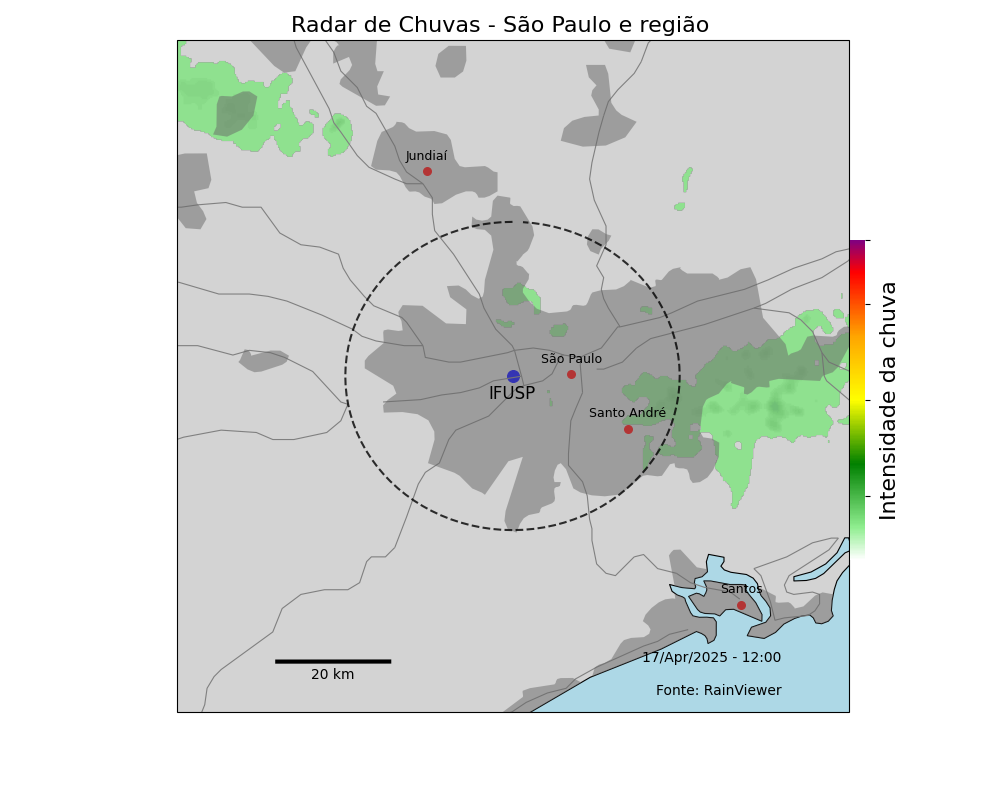 Radar de Chuvas - São Paulo e região
Jundiaí
São Paulo
IFUSP
Santo André
Intensidade da chuva
Santos
17/Apr/2025 - 12:00
20 km
Fonte: RainViewer